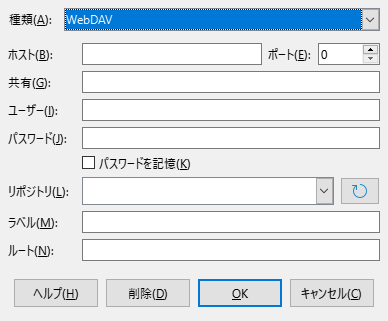 種類(A): WebDAV
ホスト(B): ポート(E): 0
共有(G):
ユーザー(I):
パスワード(J):
パスワードを記憶(K)
リポジトリ(L):
ラベル(M):
ルート(N):
ヘルプ(H) 削除(D) OK キャンセル(C)